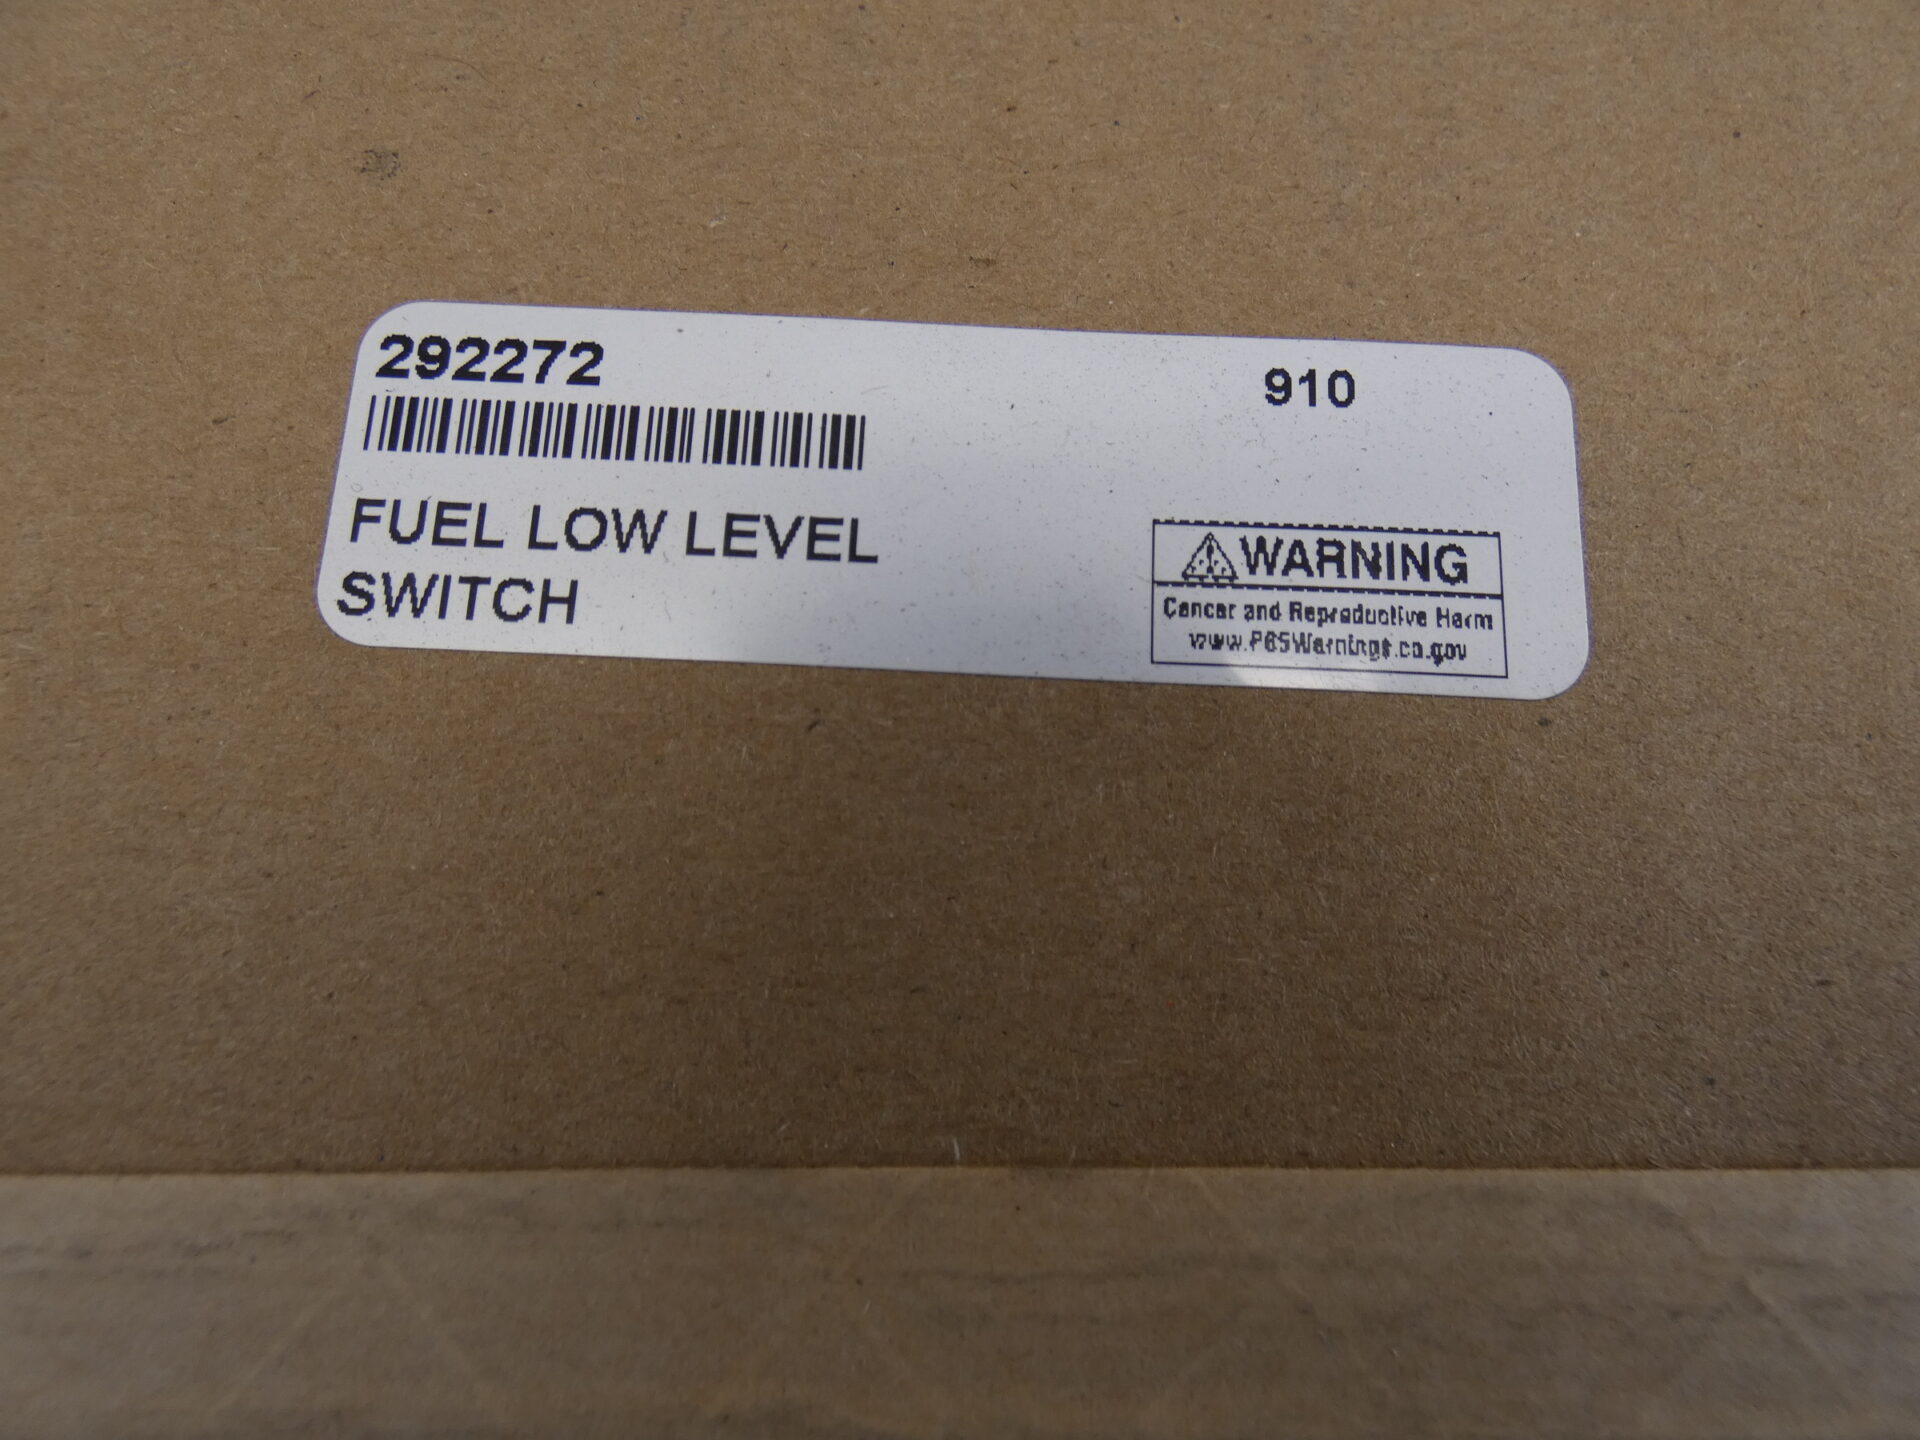 292272
910
FUEL LOW LEVEL
SWITCH
WARNING
Cancer and Reproductive Harm
www.P65Warnings.ca.gov